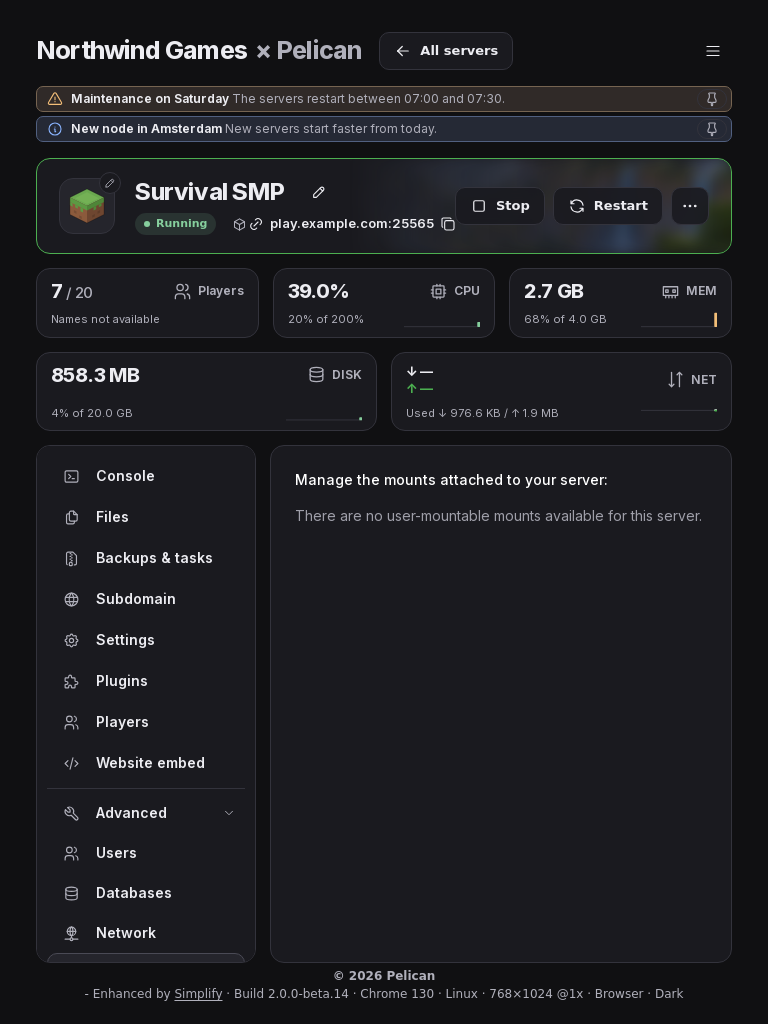 Northwind Games × Pelican
All servers
Maintenance on Saturday The servers restart between 07:00 and 07:30.
New node in Amsterdam New servers start faster from today.
Survival SMP
Running
play.example.com:25565
Stop
Restart
7 / 20
Players
Names not available
39.0%
CPU
20% of 200%
2.7 GB
MEM
68% of 4.0 GB
858.3 MB
DISK
4% of 20.0 GB
↓ —
↑ —
NET
Used ↓ 976.6 KB / ↑ 1.9 MB
Console
Files
Backups & tasks
Subdomain
Settings
Plugins
Players
Website embed
Advanced
Users
Databases
Network
Manage the mounts attached to your server:
There are no user-mountable mounts available for this server.
© 2026 Pelican
- Enhanced by Simplify · Build 2.0.0-beta.14 · Chrome 130 · Linux · 768×1024 @1x · Browser · Dark